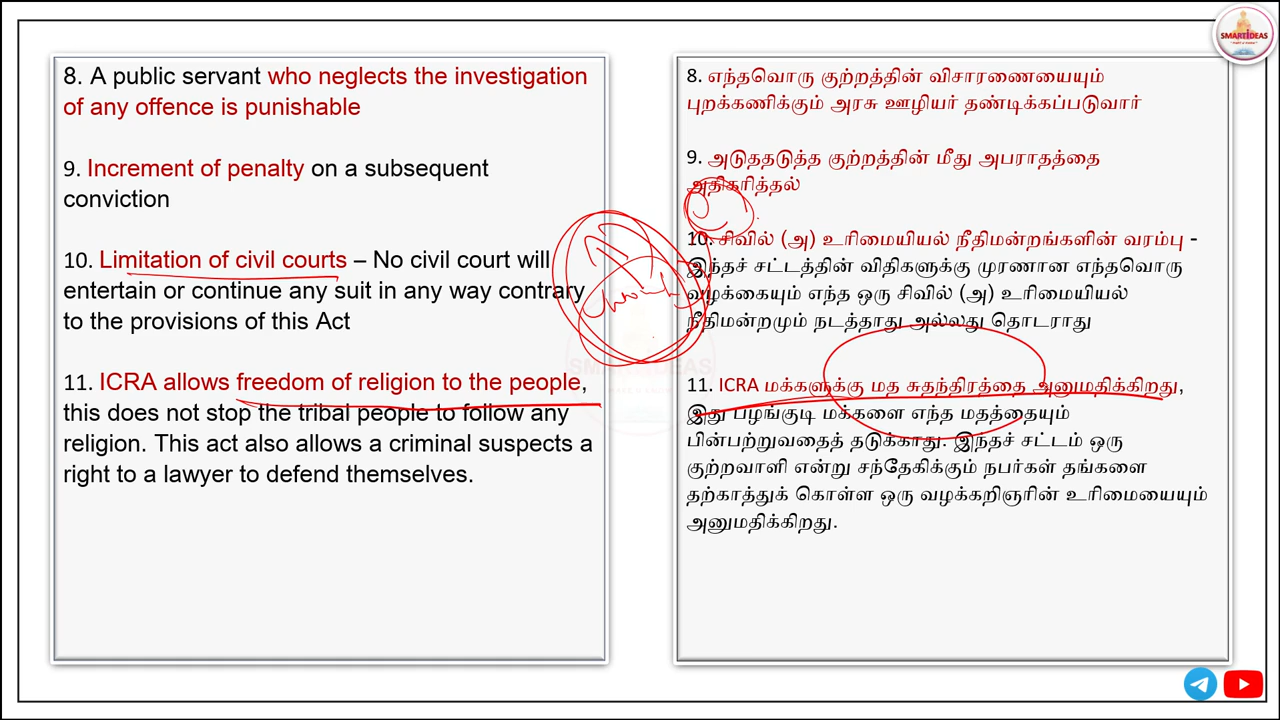 SMARTIDEAS
8. A public servant who neglects the investigation
of any offence is punishable
9. Increment of penalty on a subsequent
conviction
10. Limitation of civil courts – No civil court will
entertain or continue any suit in any way contrary
to the provisions of this Act
11. ICRA allows freedom of religion to the people,
this does not stop the tribal people to follow any
religion. This act also allows a criminal suspects a
right to a lawyer to defend themselves.
8. எந்தவொரு குற்றத்தின் விசாரணையையும்
புறக்கணிக்கும் அரசு ஊழியர் தண்டிக்கப்படுவார்
9. அடுததடுத்த குற்றத்தின் மீது அபராதத்தை
அதிகரித்தல்
10. சிவில் (அ) உரிமையியல் நீதிமன்றங்களின் வரம்பு -
இந்தச் சட்டத்தின் விதிகளுக்கு முரணான எந்தவொரு
வழக்கையும் எந்த ஒரு சிவில் (அ) உரிமையியல்
நீதிமன்றமும் நடத்தாது அல்லது தொடராது
11. ICRA மக்களுக்கு மத சுதந்திரத்தை அனுமதிக்கிறது,
இது பழங்குடி மக்களை எந்த மதத்தையும்
பின்பற்றுவதைத் தடுக்காது. இந்தச் சட்டம் ஒரு
குற்றவாளி என்று சந்தேகிக்கும் நபர்கள் தங்களை
தற்காத்துக் கொள்ள ஒரு வழக்கறிஞரின் உரிமையையும்
அனுமதிக்கிறது.
SMARTIDEAS